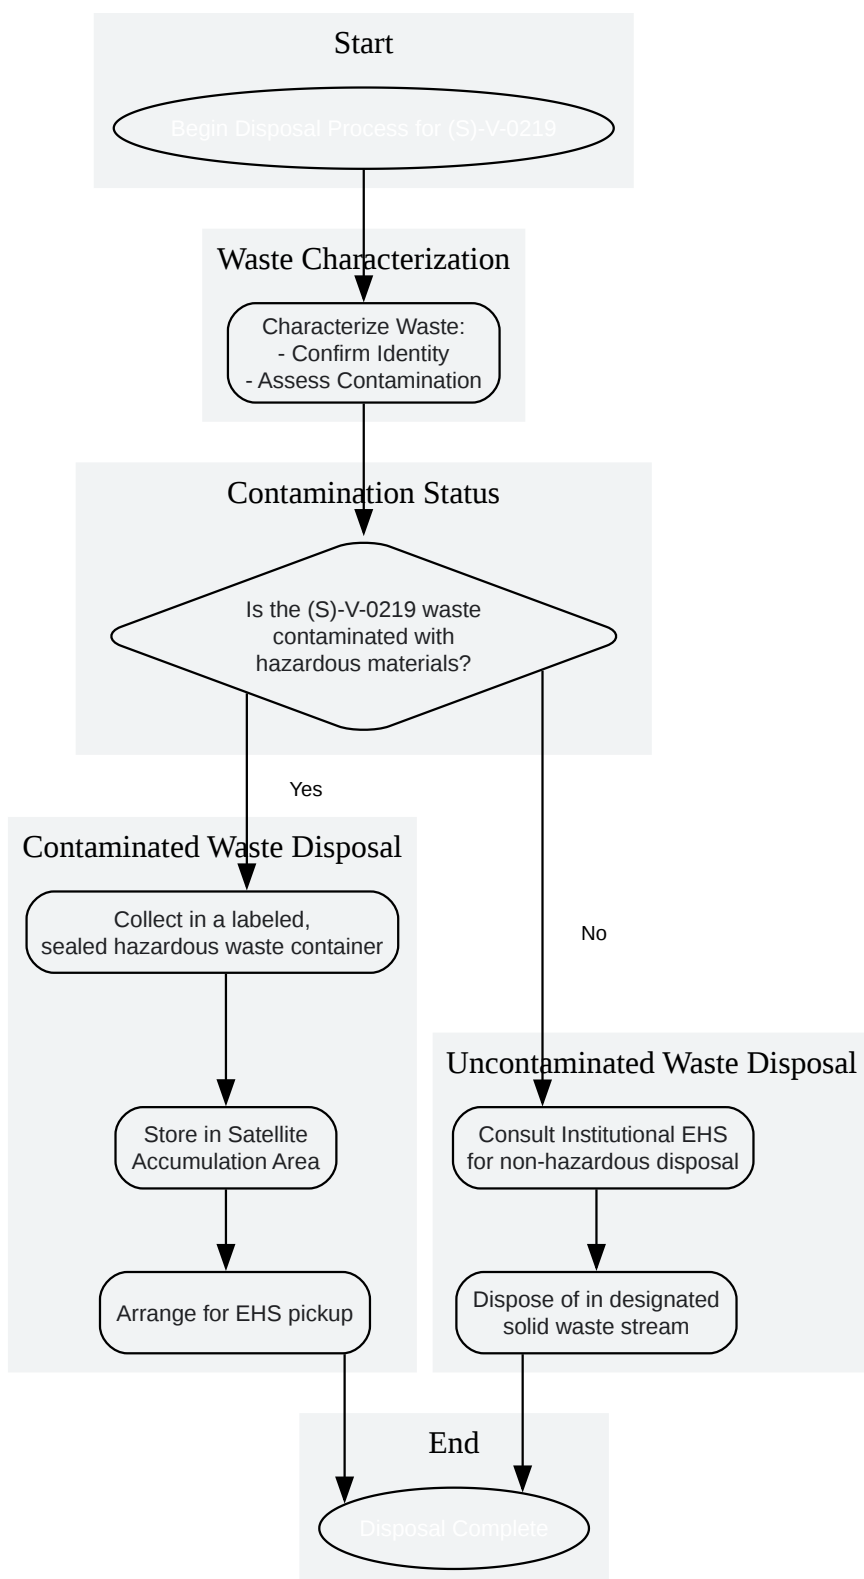 Start
Begin Disposal Process for (S)-V-0219
Waste Characterization
Characterize Waste:
- Confirm Identity
- Assess Contamination
Contamination Status
Is the (S)-V-0219 waste
contaminated with
hazardous materials?
Yes
Contaminated Waste Disposal
Collect in a labeled,
sealed hazardous waste container
No
Uncontaminated Waste Disposal
Store in Satellite
Accumulation Area
Consult Institutional EHS
for non-hazardous disposal
Arrange for EHS pickup
Dispose of in designated
solid waste stream
End
Disposal Complete